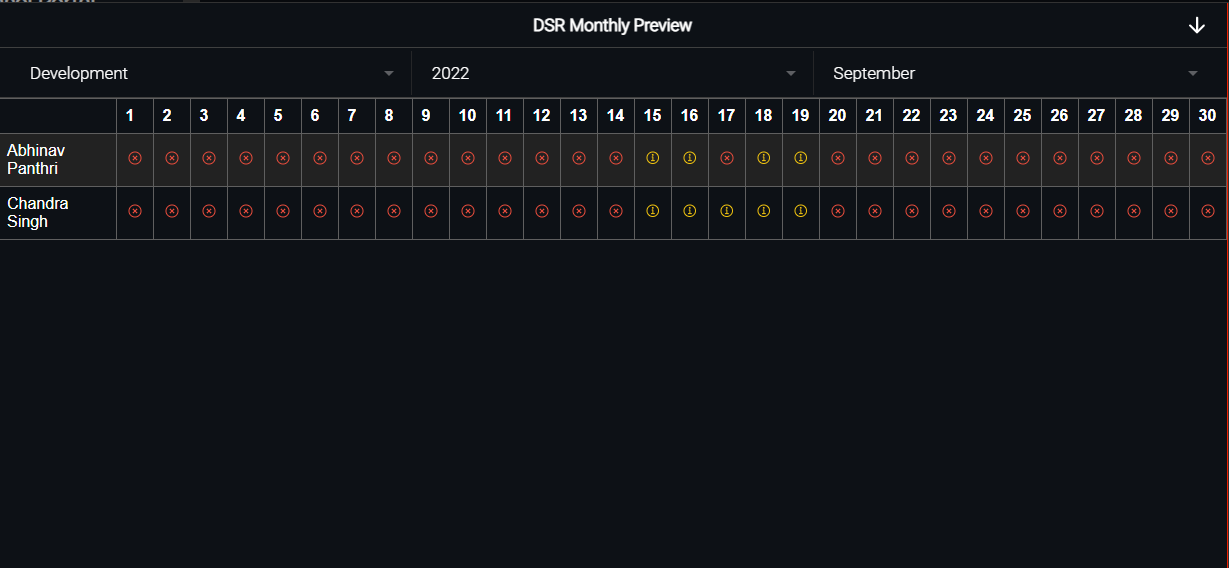 DSR Monthly Preview
Development 2022 September
1 2 3 4 5 6 7 8 9 10 11 12 13 14 15 16 17 18 19 20 21 22 23 24 25 26 27 28 29 30
Abhinav
Panthri
Chandra
Singh